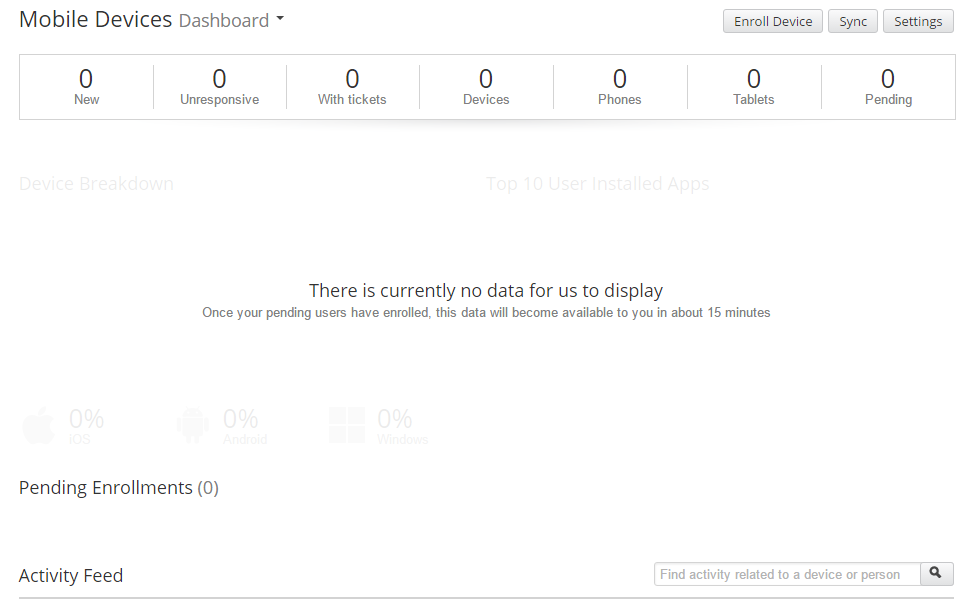 Mobile Devices Dashboard
Enroll Device
Sync
Settings
0
New
0
Unresponsive
0
With tickets
0
Devices
0
Phones
0
Tablets
0
Pending
Device Breakdown
Top 10 User Installed Apps
There is currently no data for us to display
Once your pending users have enrolled, this data will become available to you in about 15 minutes
0%
iOS
0%
Android
0%
Windows
Pending Enrollments (0)
Activity Feed
Find activity related to a device or person